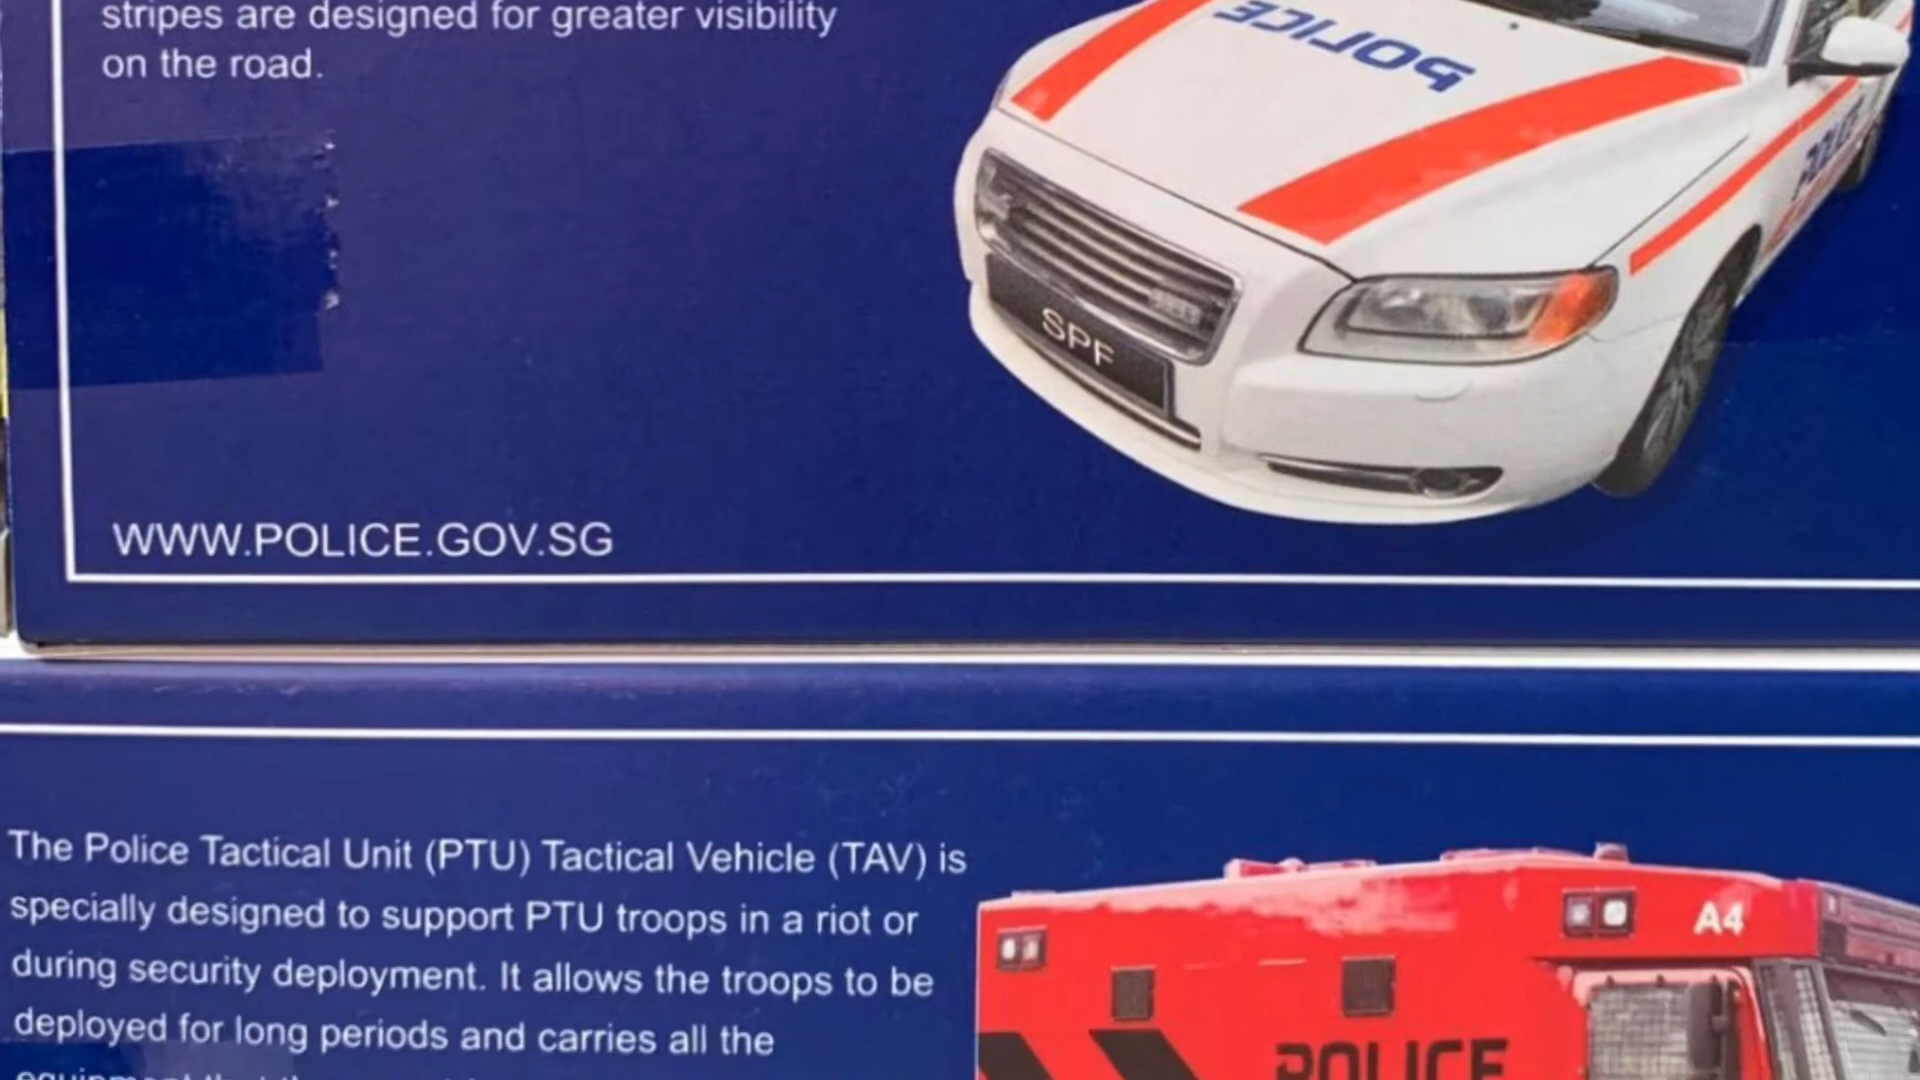 stripes are designed for greater visibility
on the road.
POLICE
POLICE
SPF
WWW.POLICE.GOV.SG
The Police Tactical Unit (PTU) Tactical Vehicle (TAV) is
specially designed to support PTU troops in a riot or
during security deployment. It allows the troops to be
deployed for long periods and carries all the
A4
POLICE